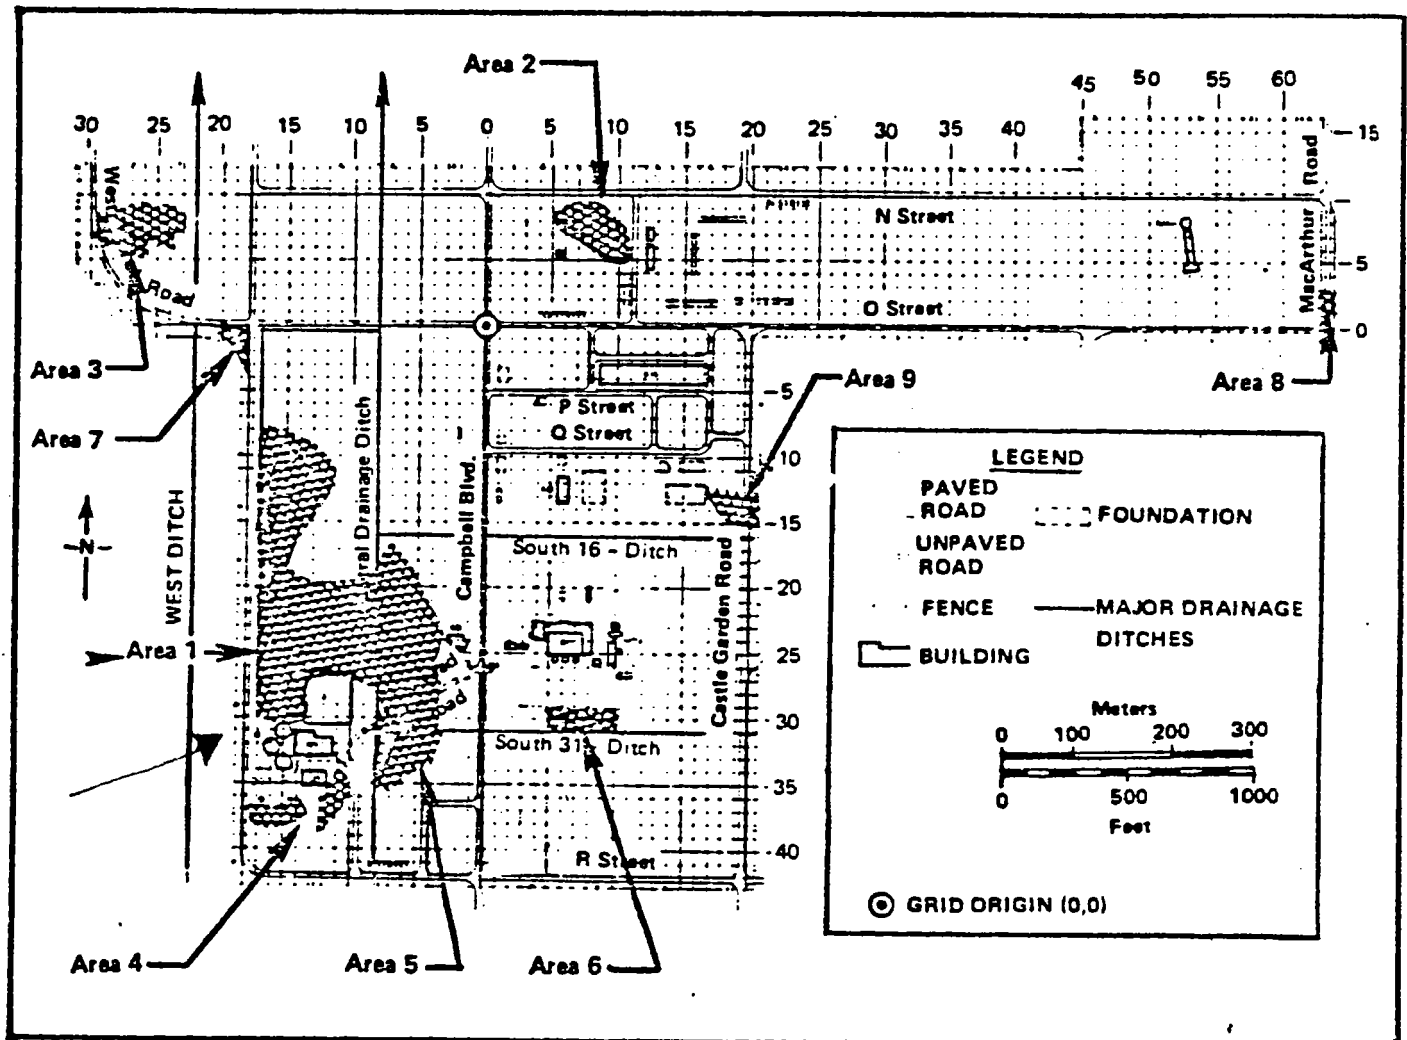 Area 2
45 50 55 60
30 25 20 15 10 5 0 5 10 15 20 25 30 35 40
15
West
Road
N Street
MacArthur Road
5
Road
O Street
0
Area 3
Area 8
Area 9
5
P Street
Area 7
Q Street
LEGEND
10
PAVED
ROAD
FOUNDATION
15
UNPAVED
ROAD
N
WEST DITCH
ral Drainage Ditch
Campbell Blvd.
South 16 - Ditch
Castle Garden Road
20
FENCE
MAJOR DRAINAGE
DITCHES
Area 1
25
BUILDING
30
South 31 - Ditch
Meters
0 100 200 300
35
0 500 1000
Feet
40
R Street
GRID ORIGIN (0,0)
Area 4
Area 5
Area 6